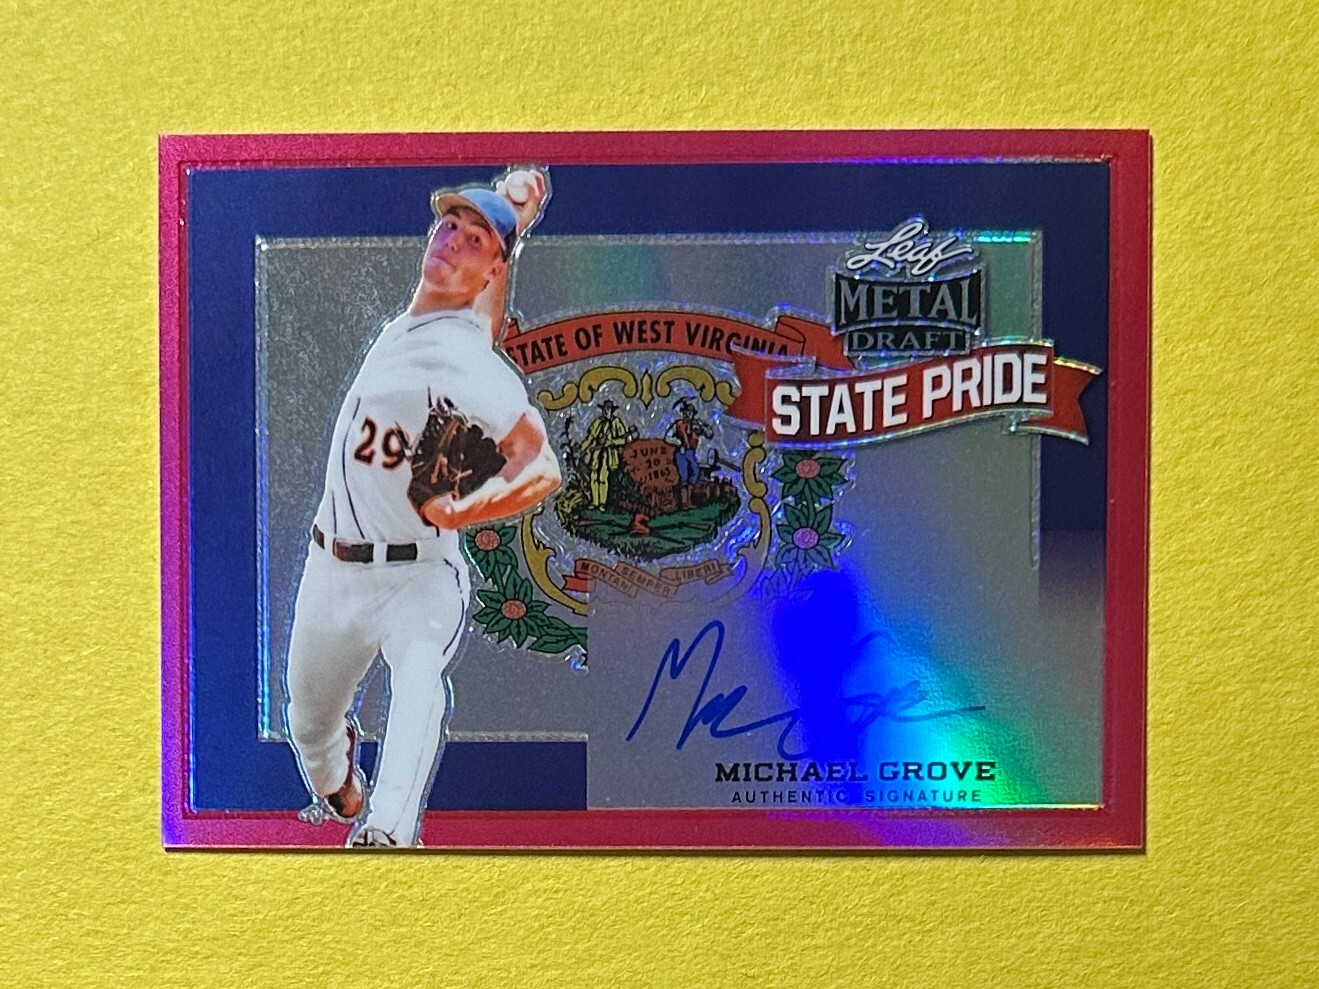 Leaf
METAL
DRAFT
STATE PRIDE
STATE OF WEST VIRGINIA
JUNE
20
1863
MONTANI SEMPER LIBERI
29
MICHAEL GROVE
AUTHENTIC SIGNATURE